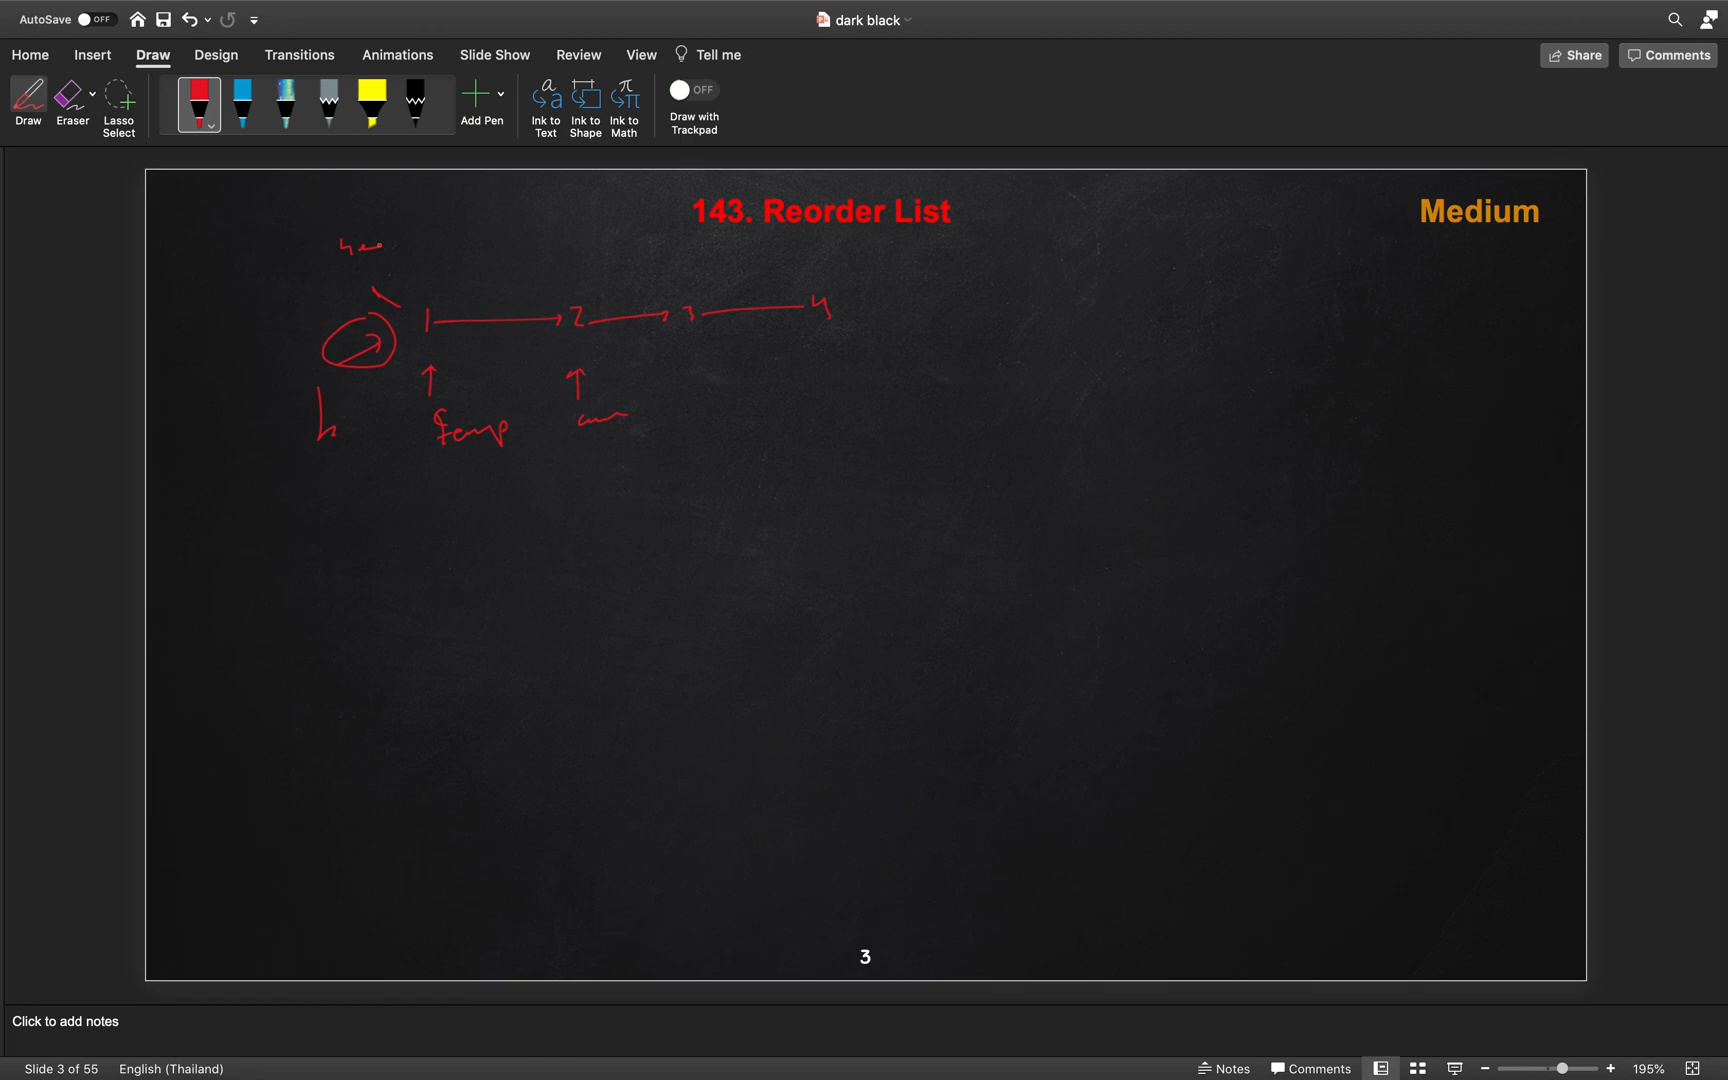 AutoSave OFF dark black
Home Insert Draw Design Transitions Animations Slide Show Review View Tell me Share Comments
Draw Eraser Lasso Select Add Pen Ink to Text Ink to Shape Ink to Math OFF Draw with Trackpad
143. Reorder List Medium
1 2 3 4
temp
3
Click to add notes
Slide 3 of 55 English (Thailand) Notes Comments 195%